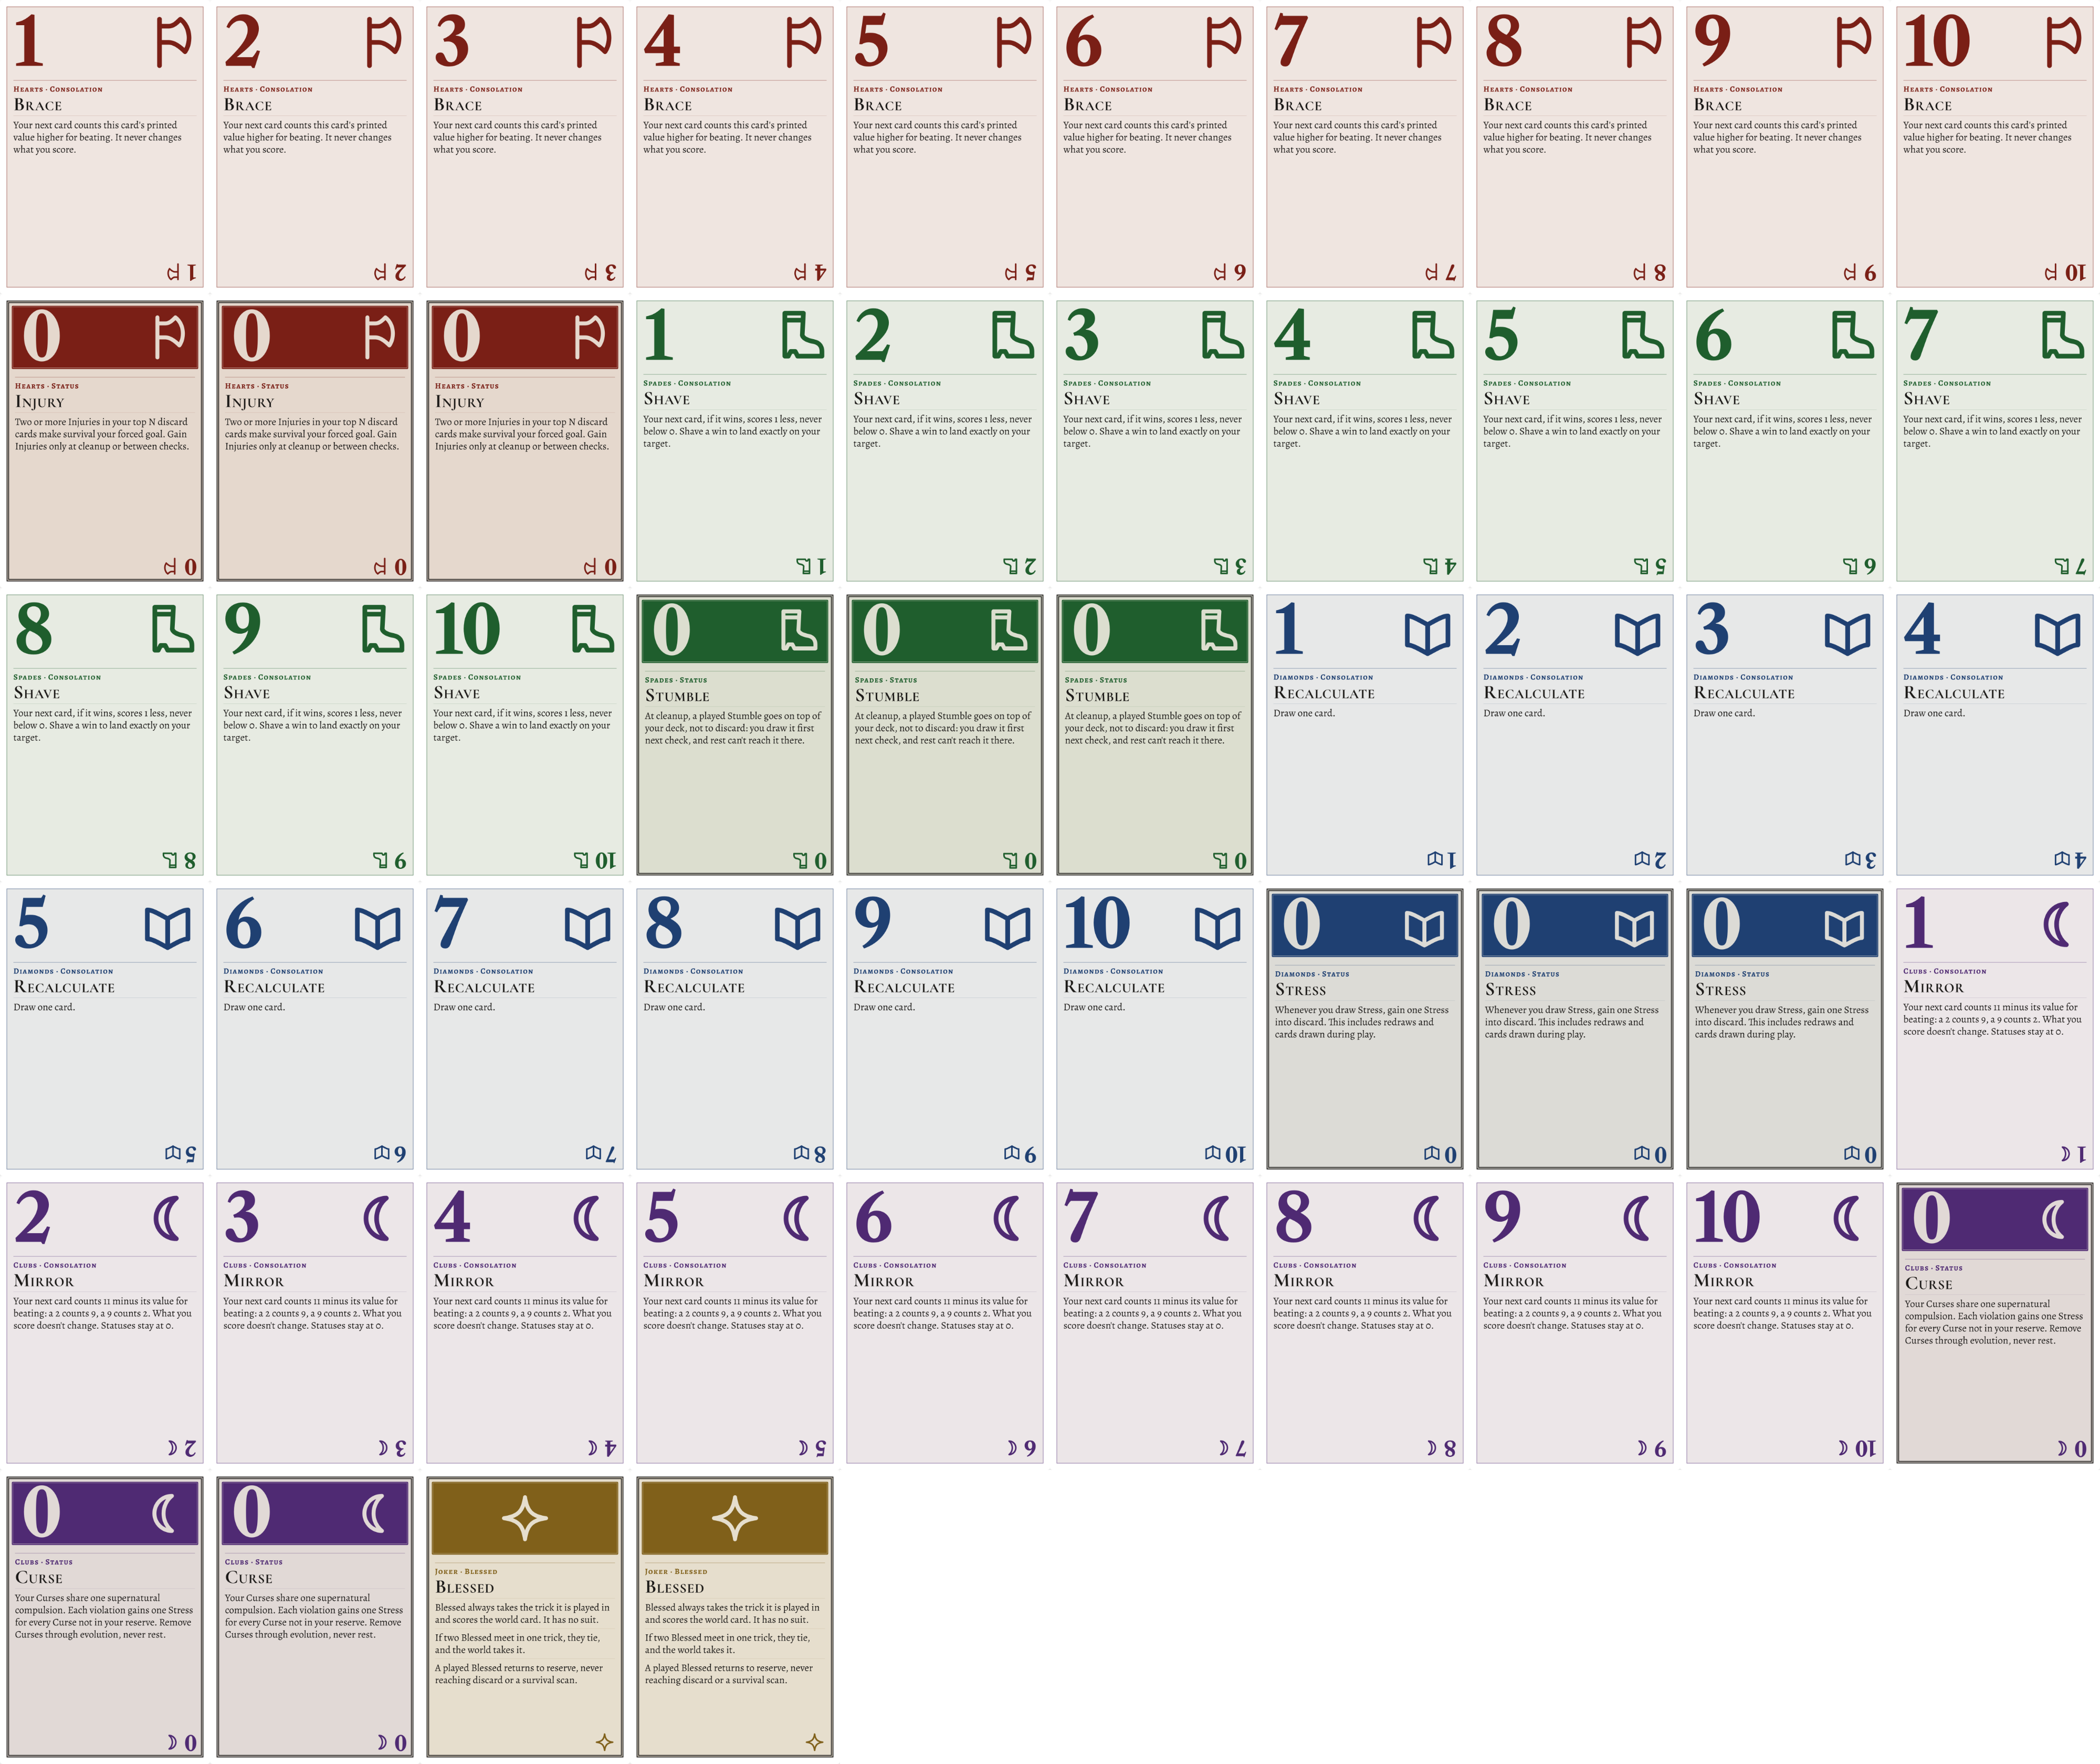 1
HEARTS · CONSOLATION
BRACE
Your next card counts this card's printed
value higher for beating. It never changes
what you score.
1
2
HEARTS · CONSOLATION
BRACE
Your next card counts this card's printed
value higher for beating. It never changes
what you score.
2
3
HEARTS · CONSOLATION
BRACE
Your next card counts this card's printed
value higher for beating. It never changes
what you score.
3
4
HEARTS · CONSOLATION
BRACE
Your next card counts this card's printed
value higher for beating. It never changes
what you score.
4
5
HEARTS · CONSOLATION
BRACE
Your next card counts this card's printed
value higher for beating. It never changes
what you score.
5
6
HEARTS · CONSOLATION
BRACE
Your next card counts this card's printed
value higher for beating. It never changes
what you score.
6
7
HEARTS · CONSOLATION
BRACE
Your next card counts this card's printed
value higher for beating. It never changes
what you score.
7
8
HEARTS · CONSOLATION
BRACE
Your next card counts this card's printed
value higher for beating. It never changes
what you score.
8
9
HEARTS · CONSOLATION
BRACE
Your next card counts this card's printed
value higher for beating. It never changes
what you score.
9
10
HEARTS · CONSOLATION
BRACE
Your next card counts this card's printed
value higher for beating. It never changes
what you score.
10
0
HEARTS · STATUS
INJURY
Two or more Injuries in your top N discard
cards make survival your forced goal. Gain
Injuries only at cleanup or between checks.
0
0
HEARTS · STATUS
INJURY
Two or more Injuries in your top N discard
cards make survival your forced goal. Gain
Injuries only at cleanup or between checks.
0
0
HEARTS · STATUS
INJURY
Two or more Injuries in your top N discard
cards make survival your forced goal. Gain
Injuries only at cleanup or between checks.
0
1
SPADES · CONSOLATION
SHAVE
Your next card, if it wins, scores 1 less, never
below 0. Shave a win to land exactly on your
target.
1
2
SPADES · CONSOLATION
SHAVE
Your next card, if it wins, scores 1 less, never
below 0. Shave a win to land exactly on your
target.
2
3
SPADES · CONSOLATION
SHAVE
Your next card, if it wins, scores 1 less, never
below 0. Shave a win to land exactly on your
target.
3
4
SPADES · CONSOLATION
SHAVE
Your next card, if it wins, scores 1 less, never
below 0. Shave a win to land exactly on your
target.
4
5
SPADES · CONSOLATION
SHAVE
Your next card, if it wins, scores 1 less, never
below 0. Shave a win to land exactly on your
target.
5
6
SPADES · CONSOLATION
SHAVE
Your next card, if it wins, scores 1 less, never
below 0. Shave a win to land exactly on your
target.
6
7
SPADES · CONSOLATION
SHAVE
Your next card, if it wins, scores 1 less, never
below 0. Shave a win to land exactly on your
target.
7
8
SPADES · CONSOLATION
SHAVE
Your next card, if it wins, scores 1 less, never
below 0. Shave a win to land exactly on your
target.
8
9
SPADES · CONSOLATION
SHAVE
Your next card, if it wins, scores 1 less, never
below 0. Shave a win to land exactly on your
target.
9
10
SPADES · CONSOLATION
SHAVE
Your next card, if it wins, scores 1 less, never
below 0. Shave a win to land exactly on your
target.
10
0
SPADES · STATUS
STUMBLE
At cleanup, a played Stumble goes on top of
your deck, not to discard: you draw it first
next check, and rest can't reach it there.
0
0
SPADES · STATUS
STUMBLE
At cleanup, a played Stumble goes on top of
your deck, not to discard: you draw it first
next check, and rest can't reach it there.
0
0
SPADES · STATUS
STUMBLE
At cleanup, a played Stumble goes on top of
your deck, not to discard: you draw it first
next check, and rest can't reach it there.
0
1
DIAMONDS · CONSOLATION
RECALCULATE
Draw one card.
1
2
DIAMONDS · CONSOLATION
RECALCULATE
Draw one card.
2
3
DIAMONDS · CONSOLATION
RECALCULATE
Draw one card.
3
4
DIAMONDS · CONSOLATION
RECALCULATE
Draw one card.
4
5
DIAMONDS · CONSOLATION
RECALCULATE
Draw one card.
5
6
DIAMONDS · CONSOLATION
RECALCULATE
Draw one card.
6
7
DIAMONDS · CONSOLATION
RECALCULATE
Draw one card.
7
8
DIAMONDS · CONSOLATION
RECALCULATE
Draw one card.
8
9
DIAMONDS · CONSOLATION
RECALCULATE
Draw one card.
9
10
DIAMONDS · CONSOLATION
RECALCULATE
Draw one card.
10
0
DIAMONDS · STATUS
STRESS
Whenever you draw Stress, gain one Stress
into discard. This includes redraws and
cards drawn during play.
0
0
DIAMONDS · STATUS
STRESS
Whenever you draw Stress, gain one Stress
into discard. This includes redraws and
cards drawn during play.
0
0
DIAMONDS · STATUS
STRESS
Whenever you draw Stress, gain one Stress
into discard. This includes redraws and
cards drawn during play.
0
1
CLUBS · CONSOLATION
MIRROR
Your next card counts 11 minus its value for
beating: a 2 counts 9, a 9 counts 2. What you
score doesn't change. Statuses stay at 0.
1
2
CLUBS · CONSOLATION
MIRROR
Your next card counts 11 minus its value for
beating: a 2 counts 9, a 9 counts 2. What you
score doesn't change. Statuses stay at 0.
2
3
CLUBS · CONSOLATION
MIRROR
Your next card counts 11 minus its value for
beating: a 2 counts 9, a 9 counts 2. What you
score doesn't change. Statuses stay at 0.
3
4
CLUBS · CONSOLATION
MIRROR
Your next card counts 11 minus its value for
beating: a 2 counts 9, a 9 counts 2. What you
score doesn't change. Statuses stay at 0.
4
5
CLUBS · CONSOLATION
MIRROR
Your next card counts 11 minus its value for
beating: a 2 counts 9, a 9 counts 2. What you
score doesn't change. Statuses stay at 0.
5
6
CLUBS · CONSOLATION
MIRROR
Your next card counts 11 minus its value for
beating: a 2 counts 9, a 9 counts 2. What you
score doesn't change. Statuses stay at 0.
6
7
CLUBS · CONSOLATION
MIRROR
Your next card counts 11 minus its value for
beating: a 2 counts 9, a 9 counts 2. What you
score doesn't change. Statuses stay at 0.
7
8
CLUBS · CONSOLATION
MIRROR
Your next card counts 11 minus its value for
beating: a 2 counts 9, a 9 counts 2. What you
score doesn't change. Statuses stay at 0.
8
9
CLUBS · CONSOLATION
MIRROR
Your next card counts 11 minus its value for
beating: a 2 counts 9, a 9 counts 2. What you
score doesn't change. Statuses stay at 0.
9
10
CLUBS · CONSOLATION
MIRROR
Your next card counts 11 minus its value for
beating: a 2 counts 9, a 9 counts 2. What you
score doesn't change. Statuses stay at 0.
10
0
CLUBS · STATUS
CURSE
Your Curses share one supernatural
compulsion. Each violation gains one Stress
for every Curse not in your reserve. Remove
Curses through evolution, never rest.
0
0
CLUBS · STATUS
CURSE
Your Curses share one supernatural
compulsion. Each violation gains one Stress
for every Curse not in your reserve. Remove
Curses through evolution, never rest.
0
0
CLUBS · STATUS
CURSE
Your Curses share one supernatural
compulsion. Each violation gains one Stress
for every Curse not in your reserve. Remove
Curses through evolution, never rest.
0
JOKER · BLESSED
BLESSED
Blessed always takes the trick it is played in
and scores the world card. It has no suit.
If two Blessed meet in one trick, they tie,
and the world takes it.
A played Blessed returns to reserve, never
reaching discard or a survival scan.
JOKER · BLESSED
BLESSED
Blessed always takes the trick it is played in
and scores the world card. It has no suit.
If two Blessed meet in one trick, they tie,
and the world takes it.
A played Blessed returns to reserve, never
reaching discard or a survival scan.